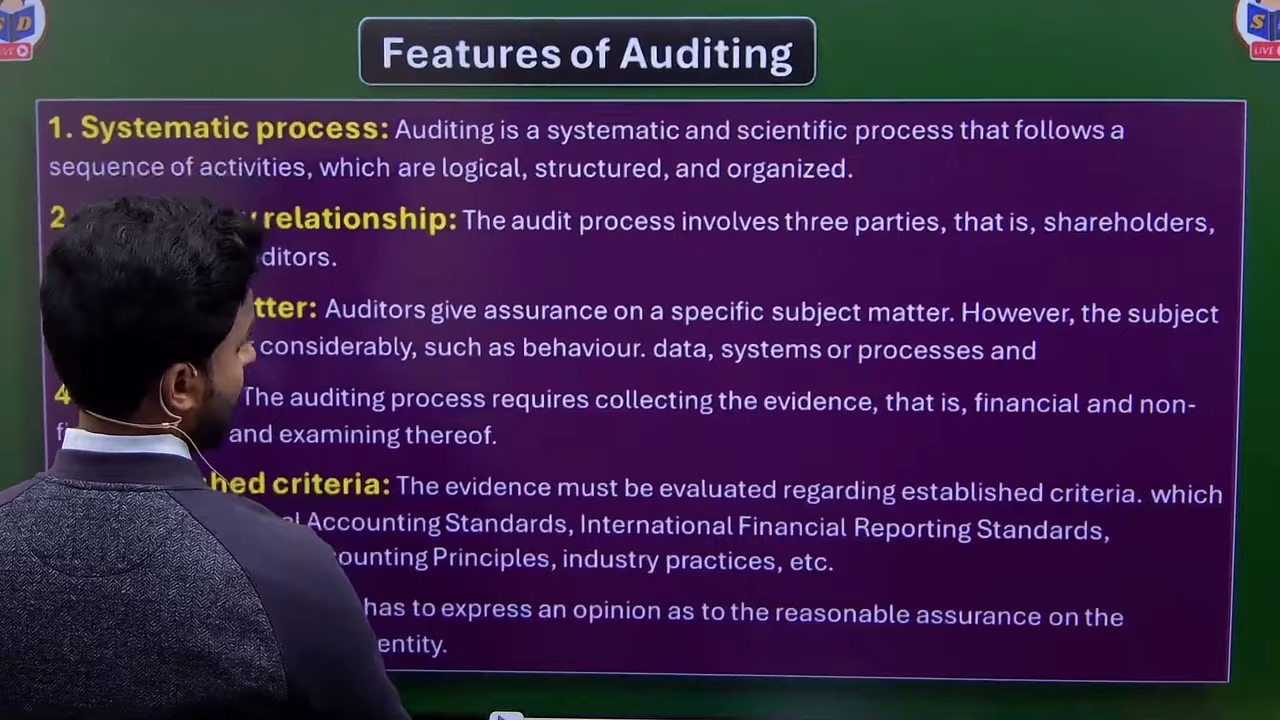 S D
LIVE
Features of Auditing
S
LIVE
1. Systematic process: Auditing is a systematic and scientific process that follows a
sequence of activities, which are logical, structured, and organized.
2 relationship: The audit process involves three parties, that is, shareholders,
ditors.
tter: Auditors give assurance on a specific subject matter. However, the subject
considerably, such as behaviour. data, systems or processes and
4 The auditing process requires collecting the evidence, that is, financial and non-
f and examining thereof.
hed criteria: The evidence must be evaluated regarding established criteria. which
al Accounting Standards, International Financial Reporting Standards,
ounting Principles, industry practices, etc.
has to express an opinion as to the reasonable assurance on the
entity.